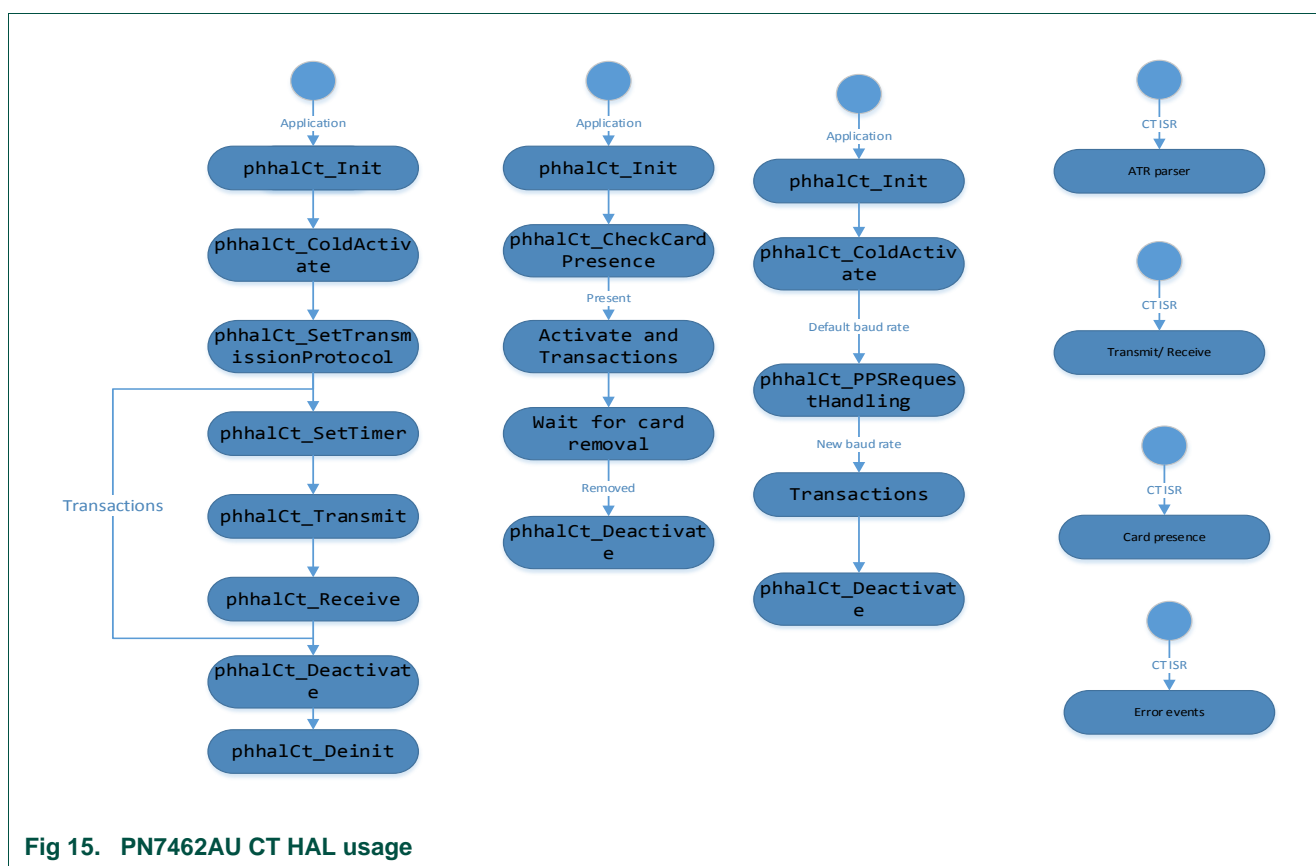 Application
phhalCt_Init
phhalCt_ColdActiv
ate
phhalCt_SetTransm
issionProtocol
phhalCt_SetTimer
Transactions
phhalCt_Transmit
phhalCt_Receive
phhalCt_Deactivat
e
phhalCt_Deinit
Application
phhalCt_Init
phhalCt_CheckCard
Presence
Present
Activate and
Transactions
Wait for card
removal
Removed
phhalCt_Deactivat
e
Application
phhalCt_Init
phhalCt_ColdActiv
ate
Default baud rate
phhalCt_PPSReques
tHandling
New baud rate
Transactions
phhalCt_Deactivat
e
CT ISR
ATR parser
CT ISR
Transmit/ Receive
CT ISR
Card presence
CT ISR
Error events
Fig 15. PN7462AU CT HAL usage